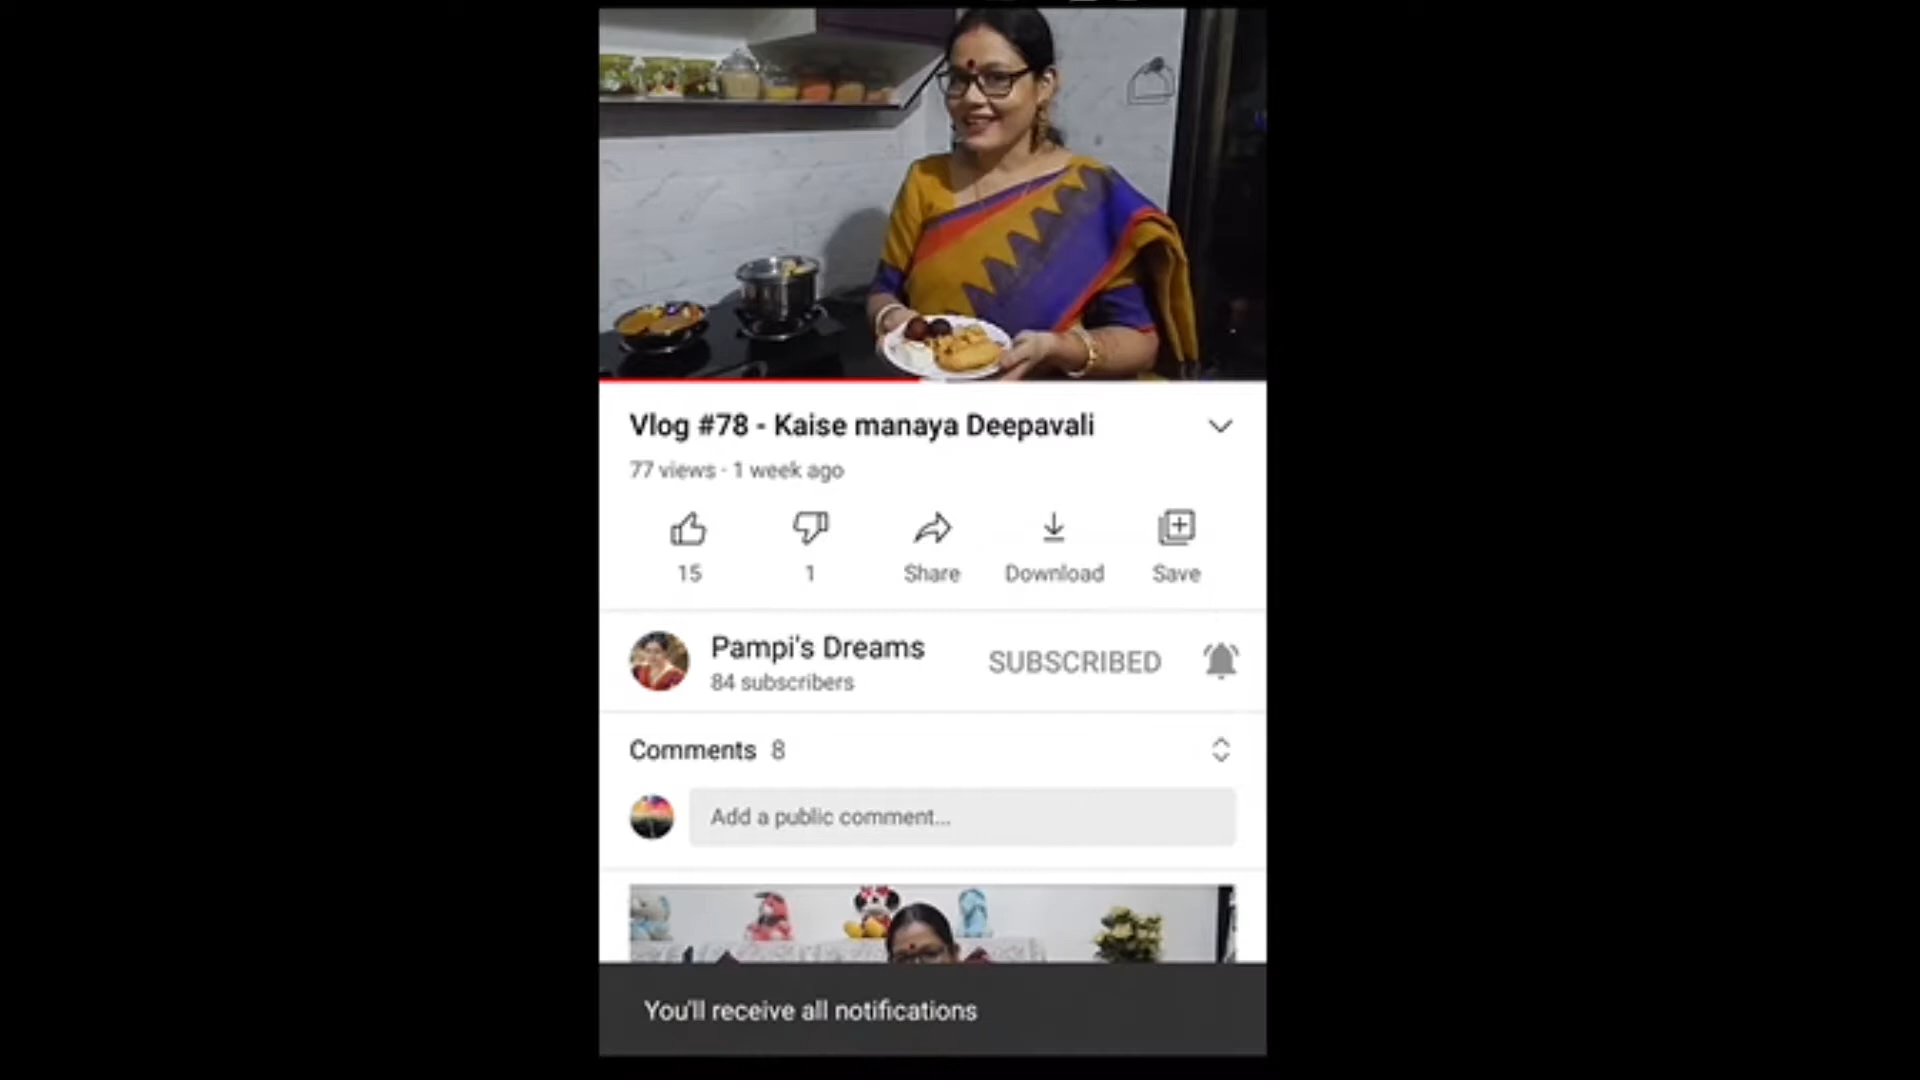 Vlog #78 - Kaise manaya Deepavali
77 views · 1 week ago
15
1
Share
Download
Save
Pampi's Dreams
84 subscribers
SUBSCRIBED
Comments 8
Add a public comment...
You'll receive all notifications